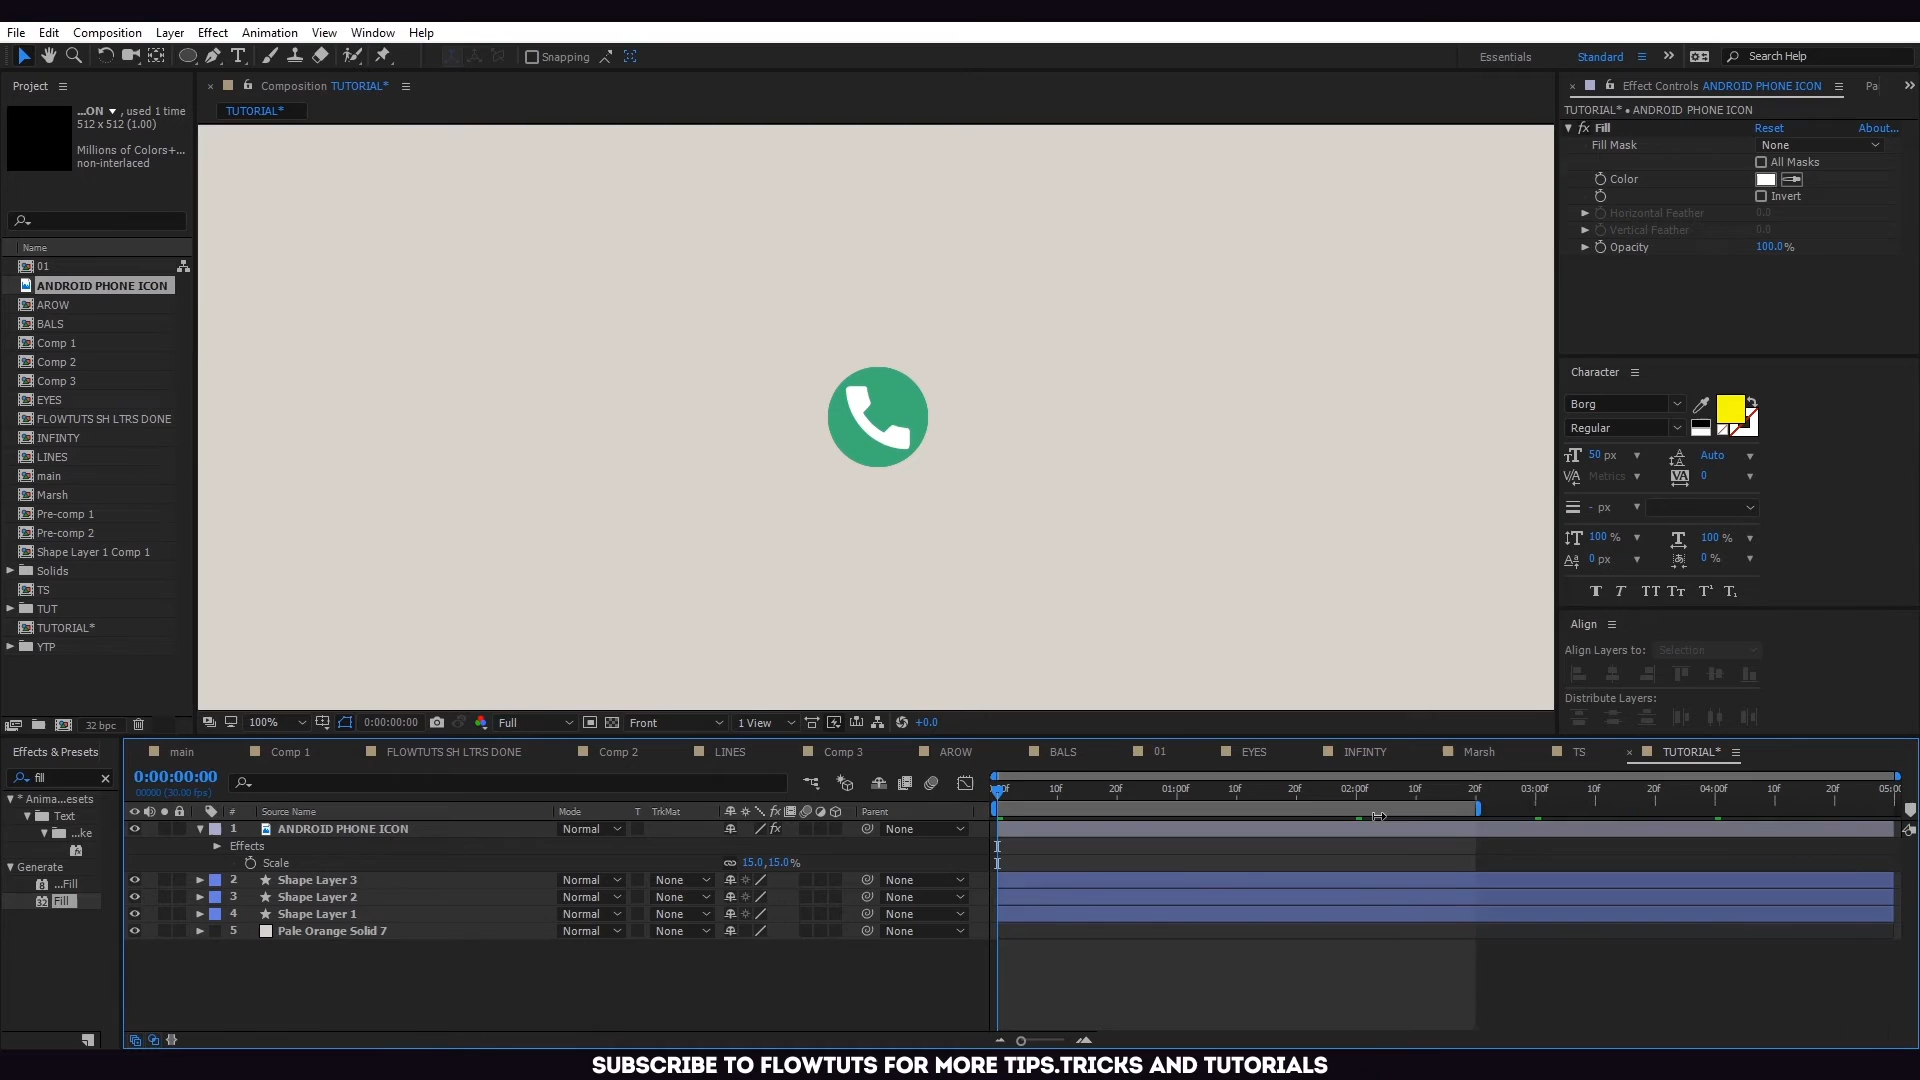 File Edit Composition Layer Effect Animation View Window Help
Snapping
Essentials Standard Search Help
Project
...ON , used 1 time
512 x 512 (1.00)
Millions of Colors+...
non-interlaced
Name
01
ANDROID PHONE ICON
AROW
BALS
Comp 1
Comp 2
Comp 3
EYES
FLOWTUTS SH LTRS DONE
INFINTY
LINES
main
Marsh
Pre-comp 1
Pre-comp 2
Shape Layer 1 Comp 1
Solids
TS
TUT
TUTORIAL*
YTP
32 bpc
Composition TUTORIAL*
TUTORIAL*
100% 0:00:00:00 Full Front 1 View +0.0
Effect Controls ANDROID PHONE ICON Pa
TUTORIAL* • ANDROID PHONE ICON
fx Fill Reset About...
Fill Mask None
All Masks
Color
Invert
Horizontal Feather 0.0
Vertical Feather 0.0
Opacity 100.0%
Character
Borg
Regular
50 px Auto
Metrics 0
- px
100 % 100 %
0 px 0 %
T T TT Tt T¹ T₁
Align
Align Layers to: Selection
Distribute Layers:
Effects & Presets
fill
* Anima...esets
Text
...ke
Generate
...Fill
Fill
main Comp 1 FLOWTUTS SH LTRS DONE Comp 2 LINES Comp 3 AROW BALS 01 EYES INFINTY Marsh TS TUTORIAL*
0:00:00:00
00000 (30.00 fps)
:00f 10f 20f 01:00f 10f 20f 02:00f 10f 20f 03:00f 10f 20f 04:00f 10f 20f 05:0
# Source Name Mode T TrkMat Parent
1 ANDROID PHONE ICON Normal fx None
Effects
Scale 15.0,15.0%
2 Shape Layer 3 Normal None None
3 Shape Layer 2 Normal None None
4 Shape Layer 1 Normal None None
5 Pale Orange Solid 7 Normal None None
SUBSCRIBE TO FLOWTUTS FOR MORE TIPS.TRICKS AND TUTORIALS